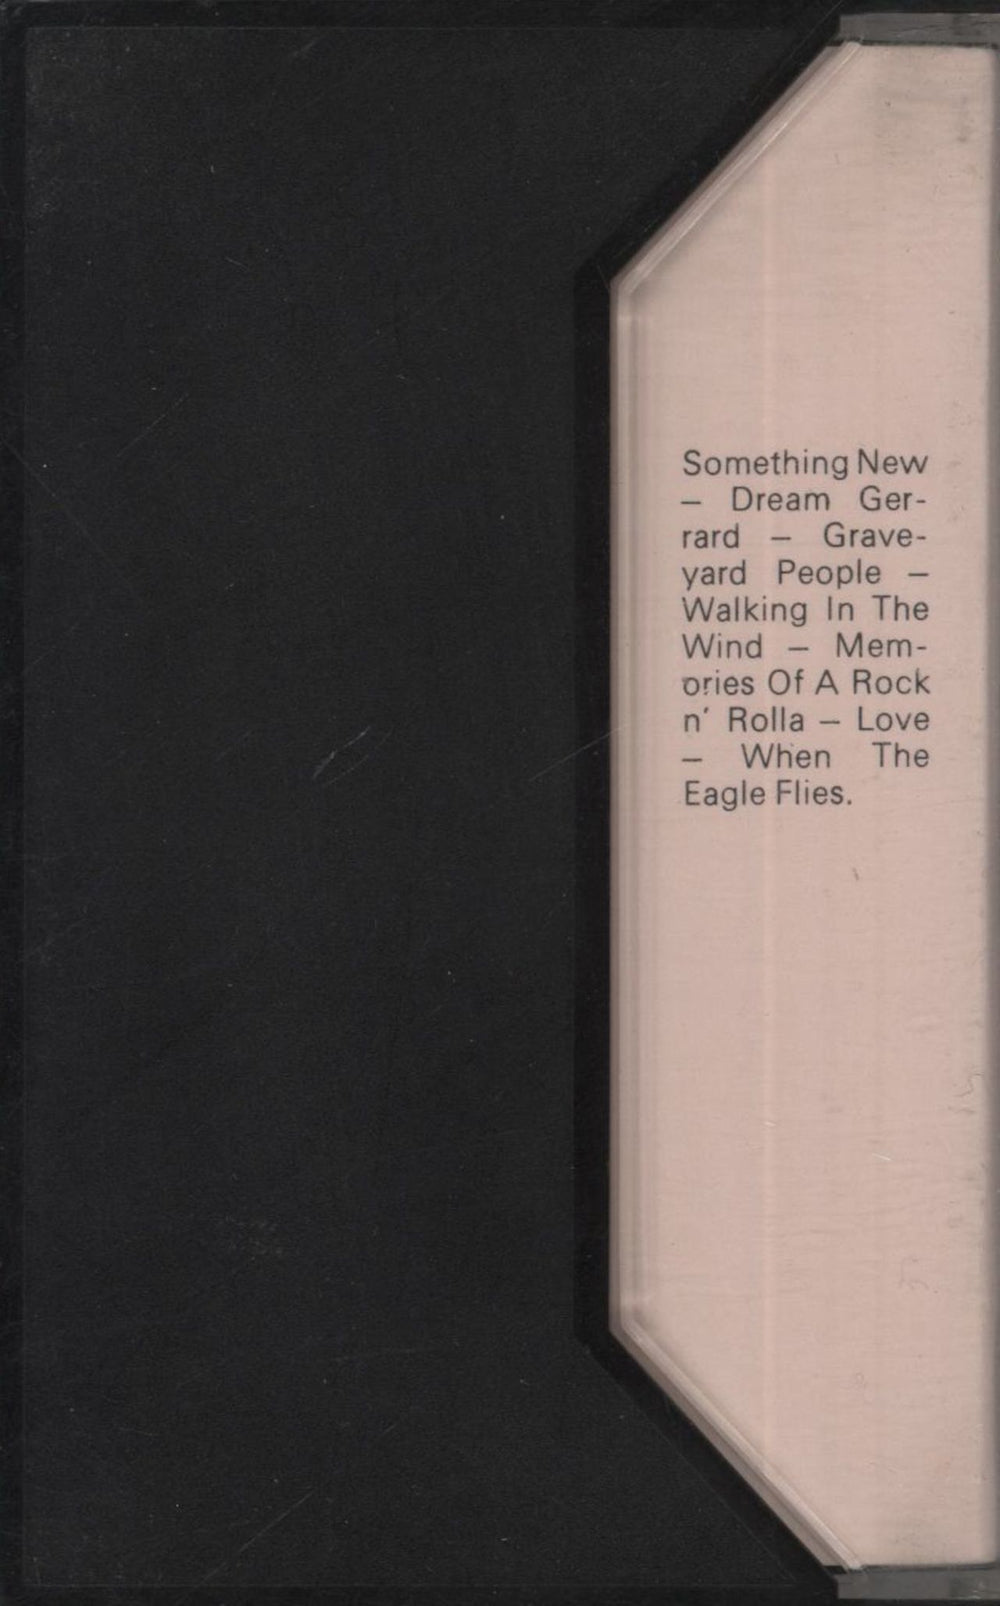 Something New
– Dream Ger-
rard – Grave-
yard People –
Walking In The
Wind – Mem-
ories Of A Rock
n' Rolla – Love
– When The
Eagle Flies.